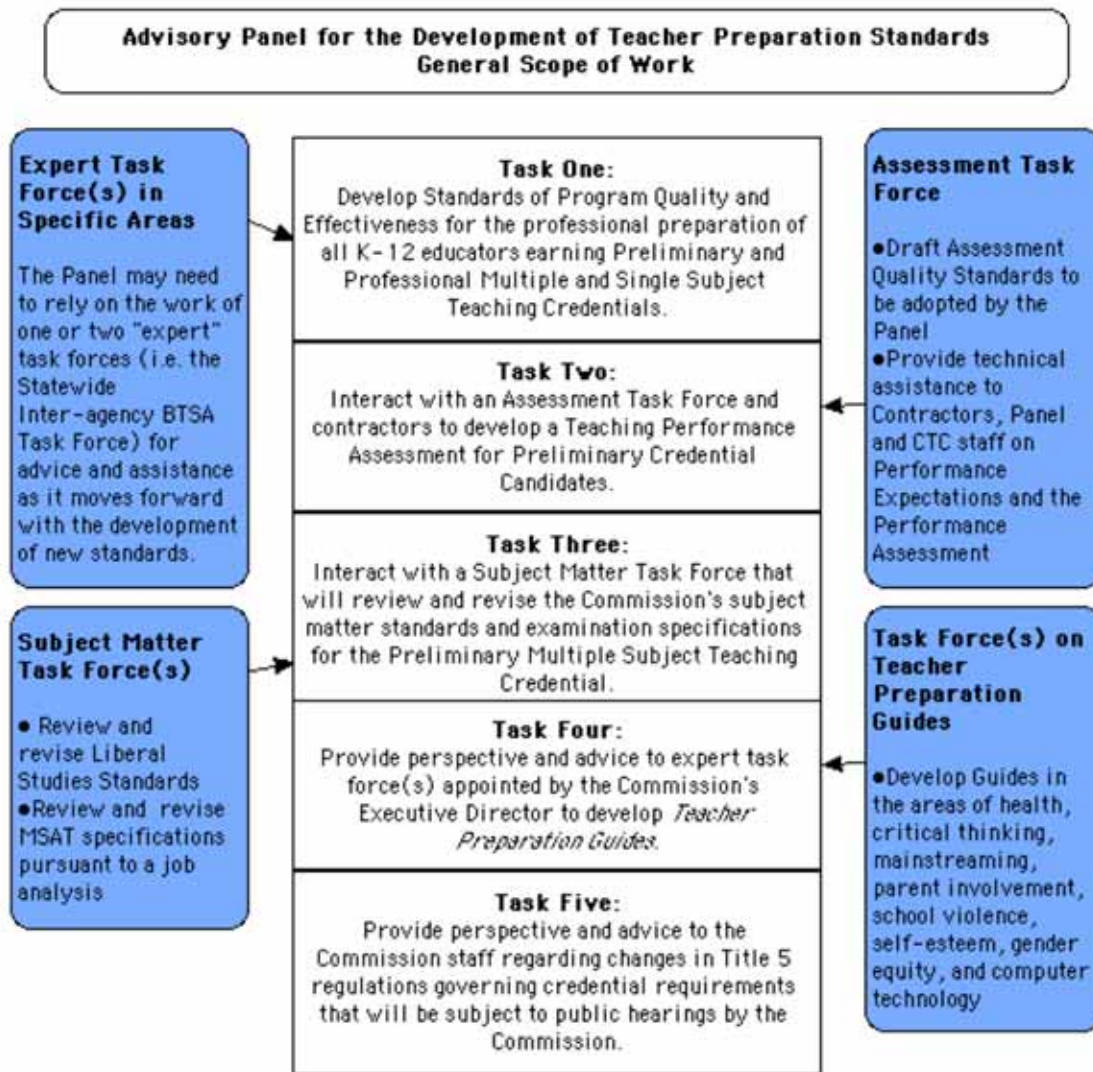 Advisory Panel for the Development of Teacher Preparation Standards
General Scope of Work
Expert Task
Force(s) in
Specific Areas
The Panel may need
to rely on the work of
one or two "expert"
task forces (i.e. the
Statewide
Inter-agency BTSA
Task Force) for
advice and assistance
as it moves forward
with the development
of new standards.
Subject Matter
Task Force(s)
● Review and
revise Liberal
Studies Standards
●Review and revise
MSAT specifications
pursuant to a job
analysis
Task One:
Develop Standards of Program Quality and
Effectiveness for the professional preparation of
all K-12 educators earning Preliminary and
Professional Multiple and Single Subject
Teaching Credentials.
Task Two:
Interact with an Assessment Task Force and
contractors to develop a Teaching Performance
Assessment for Preliminary Credential
Candidates.
Task Three:
Interact with a Subject Matter Task Force that
will review and revise the Commission's subject
matter standards and examination specifications
for the Preliminary Multiple Subject Teaching
Credential.
Task Four:
Provide perspective and advice to expert task
force(s) appointed by the Commission's
Executive Director to develop Teacher
Preparation Guides.
Task Five:
Provide perspective and advice to the
Commission staff regarding changes in Title 5
regulations governing credential requirements
that will be subject to public hearings by the
Commission.
Assessment Task
Force
●Draft Assessment
Quality Standards to
be adopted by the
Panel
●Provide technical
assistance to
Contractors, Panel
and CTC staff on
Performance
Expectations and the
Performance
Assessment
Task Force(s) on
Teacher
Preparation
Guides
●Develop Guides in
the areas of health,
critical thinking,
mainstreaming,
parent involvement,
school violence,
self-esteem, gender
equity, and computer
technology